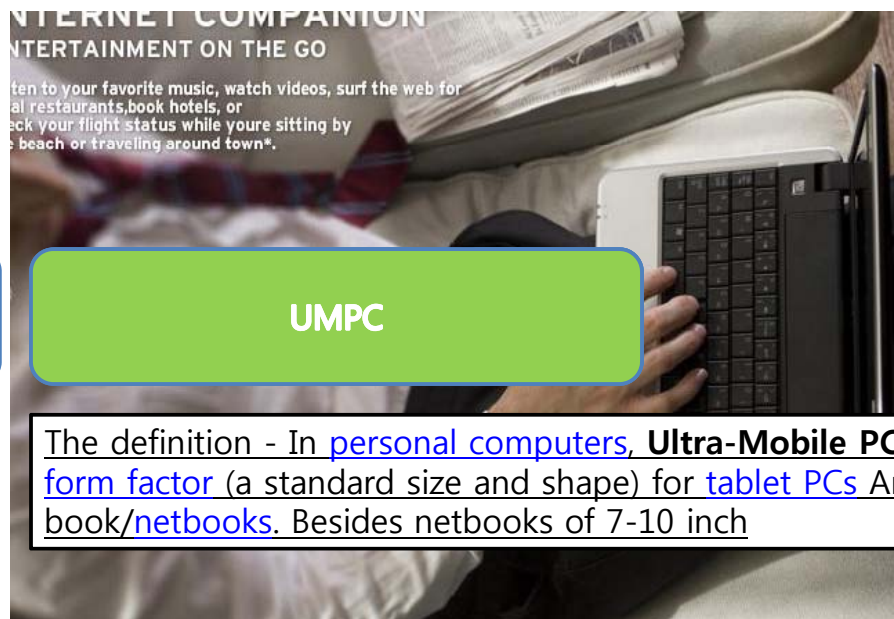 NTERNET COMPANION
NTERTAINMENT ON THE GO
ten to your favorite music, watch videos, surf the web for
al restaurants,book hotels, or
eck your flight status while youre sitting by
e beach or traveling around town*.
UMPC
The definition - In personal computers, Ultra-Mobile PC
form factor (a standard size and shape) for tablet PCs A
book/netbooks. Besides netbooks of 7-10 inch